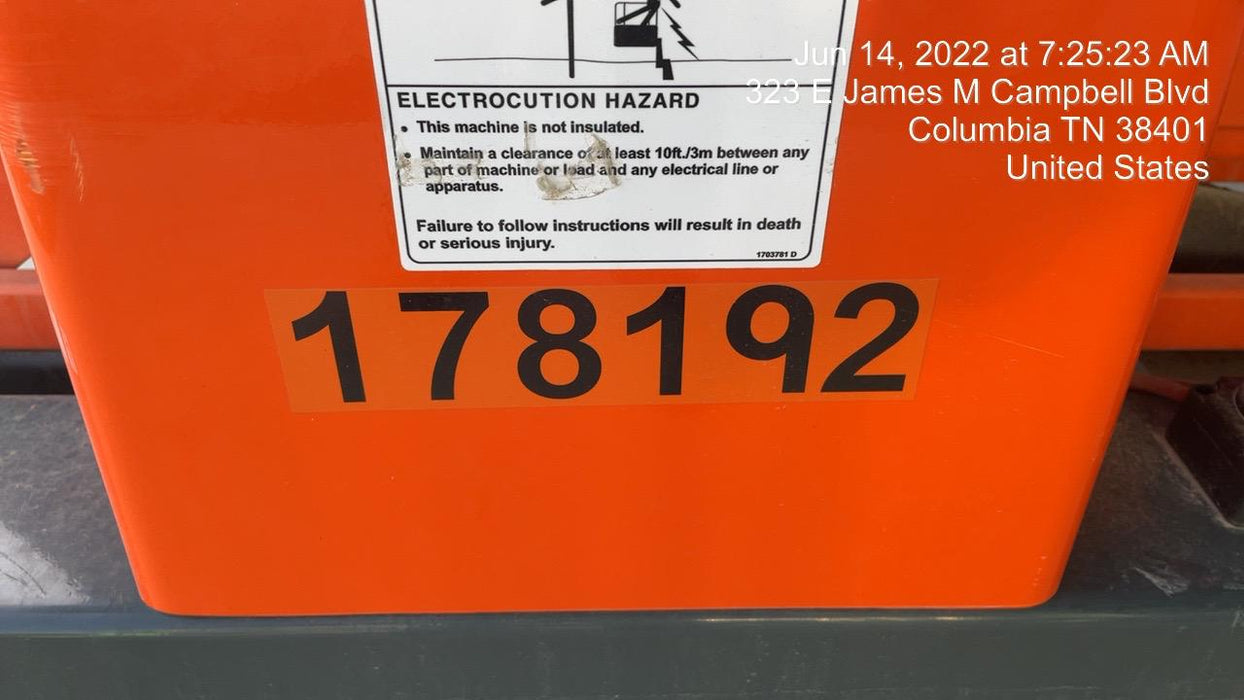 Jun 14, 2022 at 7:25:23 AM
323 E James M Campbell Blvd
Columbia TN 38401
United States
ELECTROCUTION HAZARD
• This machine is not insulated.
• Maintain a clearance of at least 10ft./3m between any
part of machine or load and any electrical line or
apparatus.
Failure to follow instructions will result in death
or serious injury.
1703781 D
178192